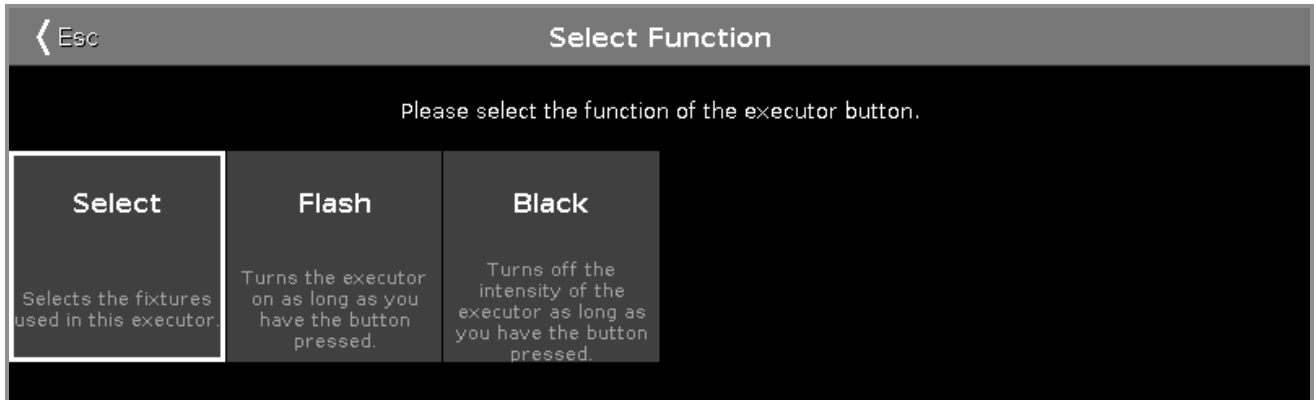 Esc
Select Function
Please select the function of the executor button.
Select
Selects the fixtures
used in this executor.
Flash
Turns the executor
on as long as you
have the button
pressed.
Black
Turns off the
intensity of the
executor as long as
you have the button
pressed.